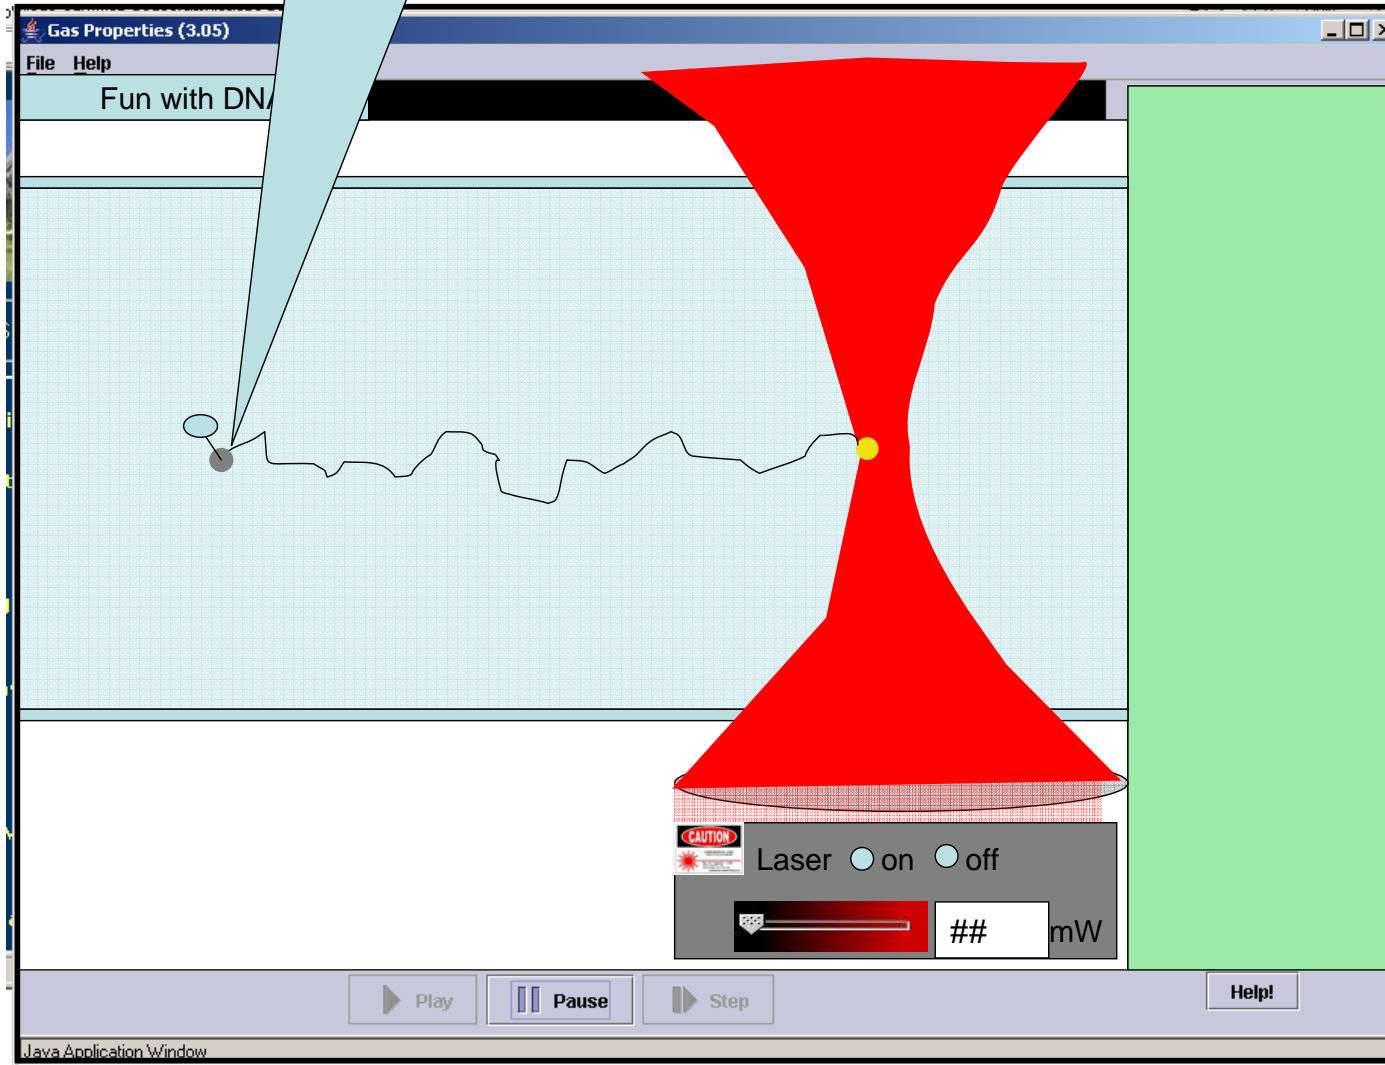 Gas Properties (3.05)
File Help
Fun with DNA
CAUTION
Laser on off
## mW
Play Pause Step
Help!
Java Application Window